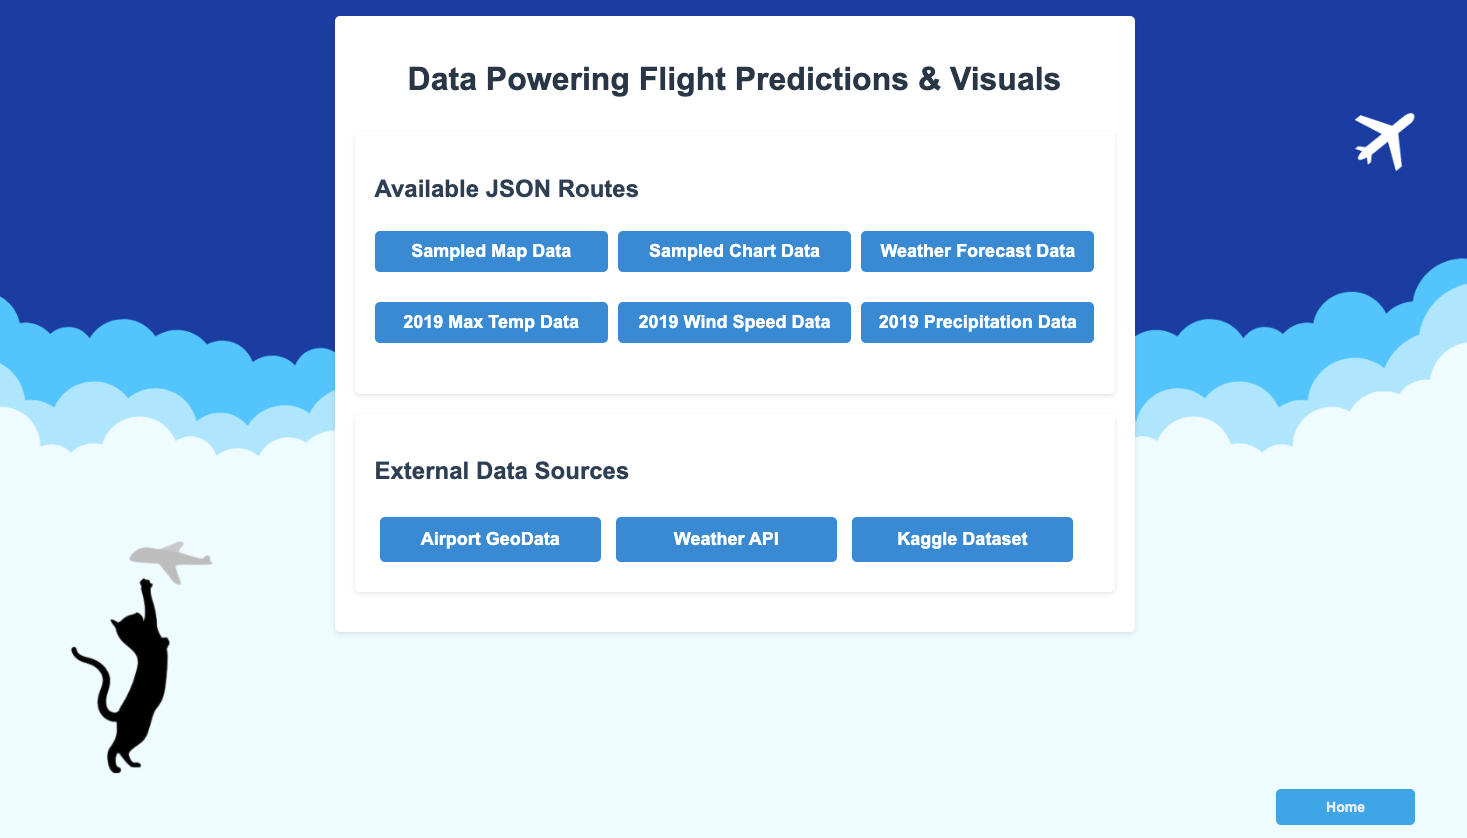 Data Powering Flight Predictions & Visuals
Available JSON Routes
Sampled Map Data
Sampled Chart Data
Weather Forecast Data
2019 Max Temp Data
2019 Wind Speed Data
2019 Precipitation Data
External Data Sources
Airport GeoData
Weather API
Kaggle Dataset
Home